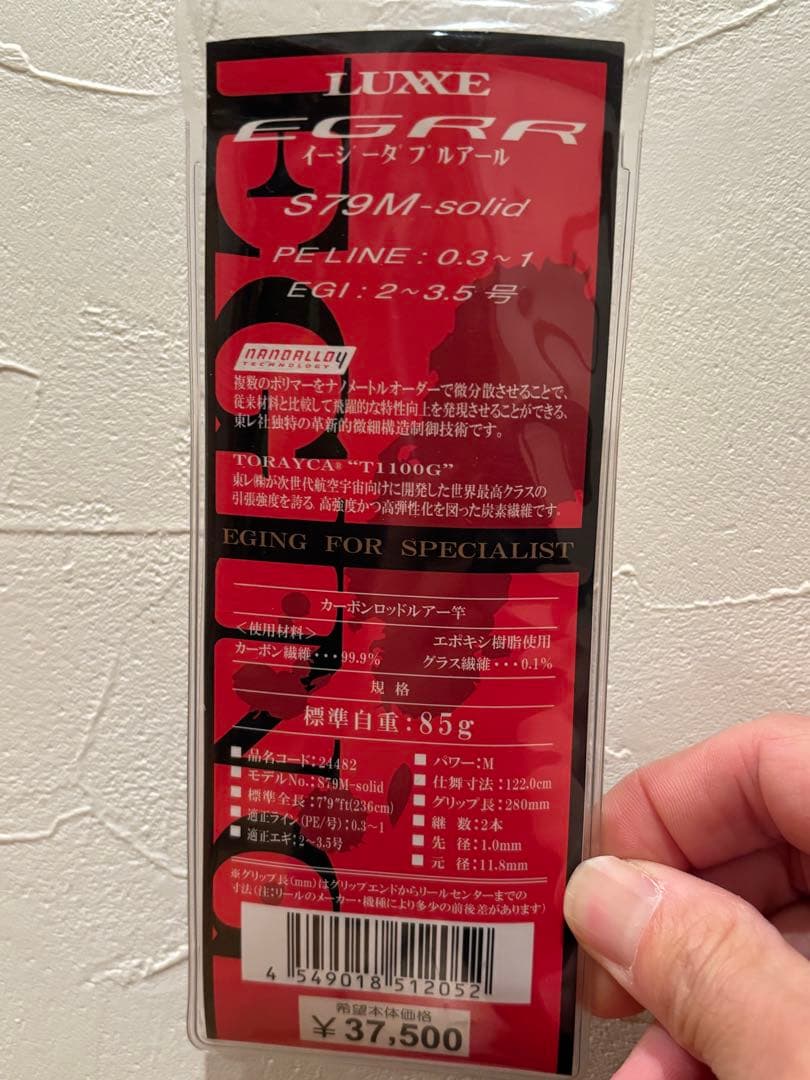 LUXXE
EGRR
イージーダブルアール
S79M-solid
PE LINE : 0.3~1
EGI : 2~3.5 号
NANOALLOY
TECHNOLOGY
複数のポリマーをナノメートルオーダーで微分散させることで、
従来材料と比較して飛躍的な特性向上を発現させることができる、
東レ社独特の革新的微細構造制御技術です。
TORAYCA® “T1100G”
東レ㈱が次世代航空宇宙向けに開発した世界最高クラスの
引張強度を誇る 高強度かつ高弾性化を図った炭素繊維です。
EGING FOR SPECIALIST
カーボンロッドルアー竿
＜使用材料＞ エポキシ樹脂使用
カーボン繊維・・・99.9% グラス繊維・・・0.1%
規格
標準自重：85g
品名コード：24482
モデルNo.：S79M-solid
標準全長：7'9"ft(236cm)
適正ライン(PE/号)：0.3～1
適正エギ：2～3.5号
パワー：M
仕舞寸法：122.0cm
グリップ長：280mm
継数：2本
先径：1.0mm
元径：11.8mm
※グリップ長(mm)はグリップエンドからリールセンターまでの
寸法(注：リールのメーカー・機種により多少の前後差があります)
4 549018 512052
希望本体価格
￥37,500